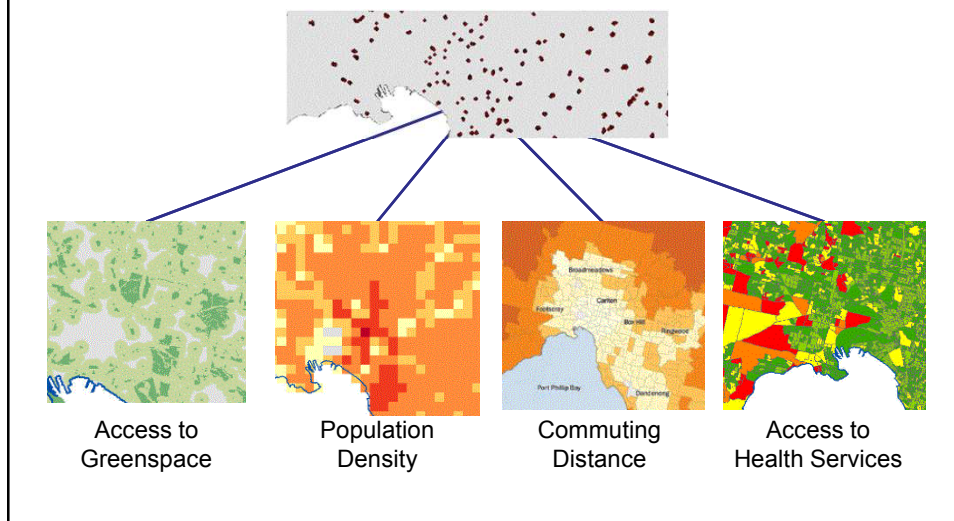 Broadmeadows
Carlton
Footscray
Box Hill
Ringwood
Port Phillip Bay
Dandenong
Access to
Greenspace
Population
Density
Commuting
Distance
Access to
Health Services